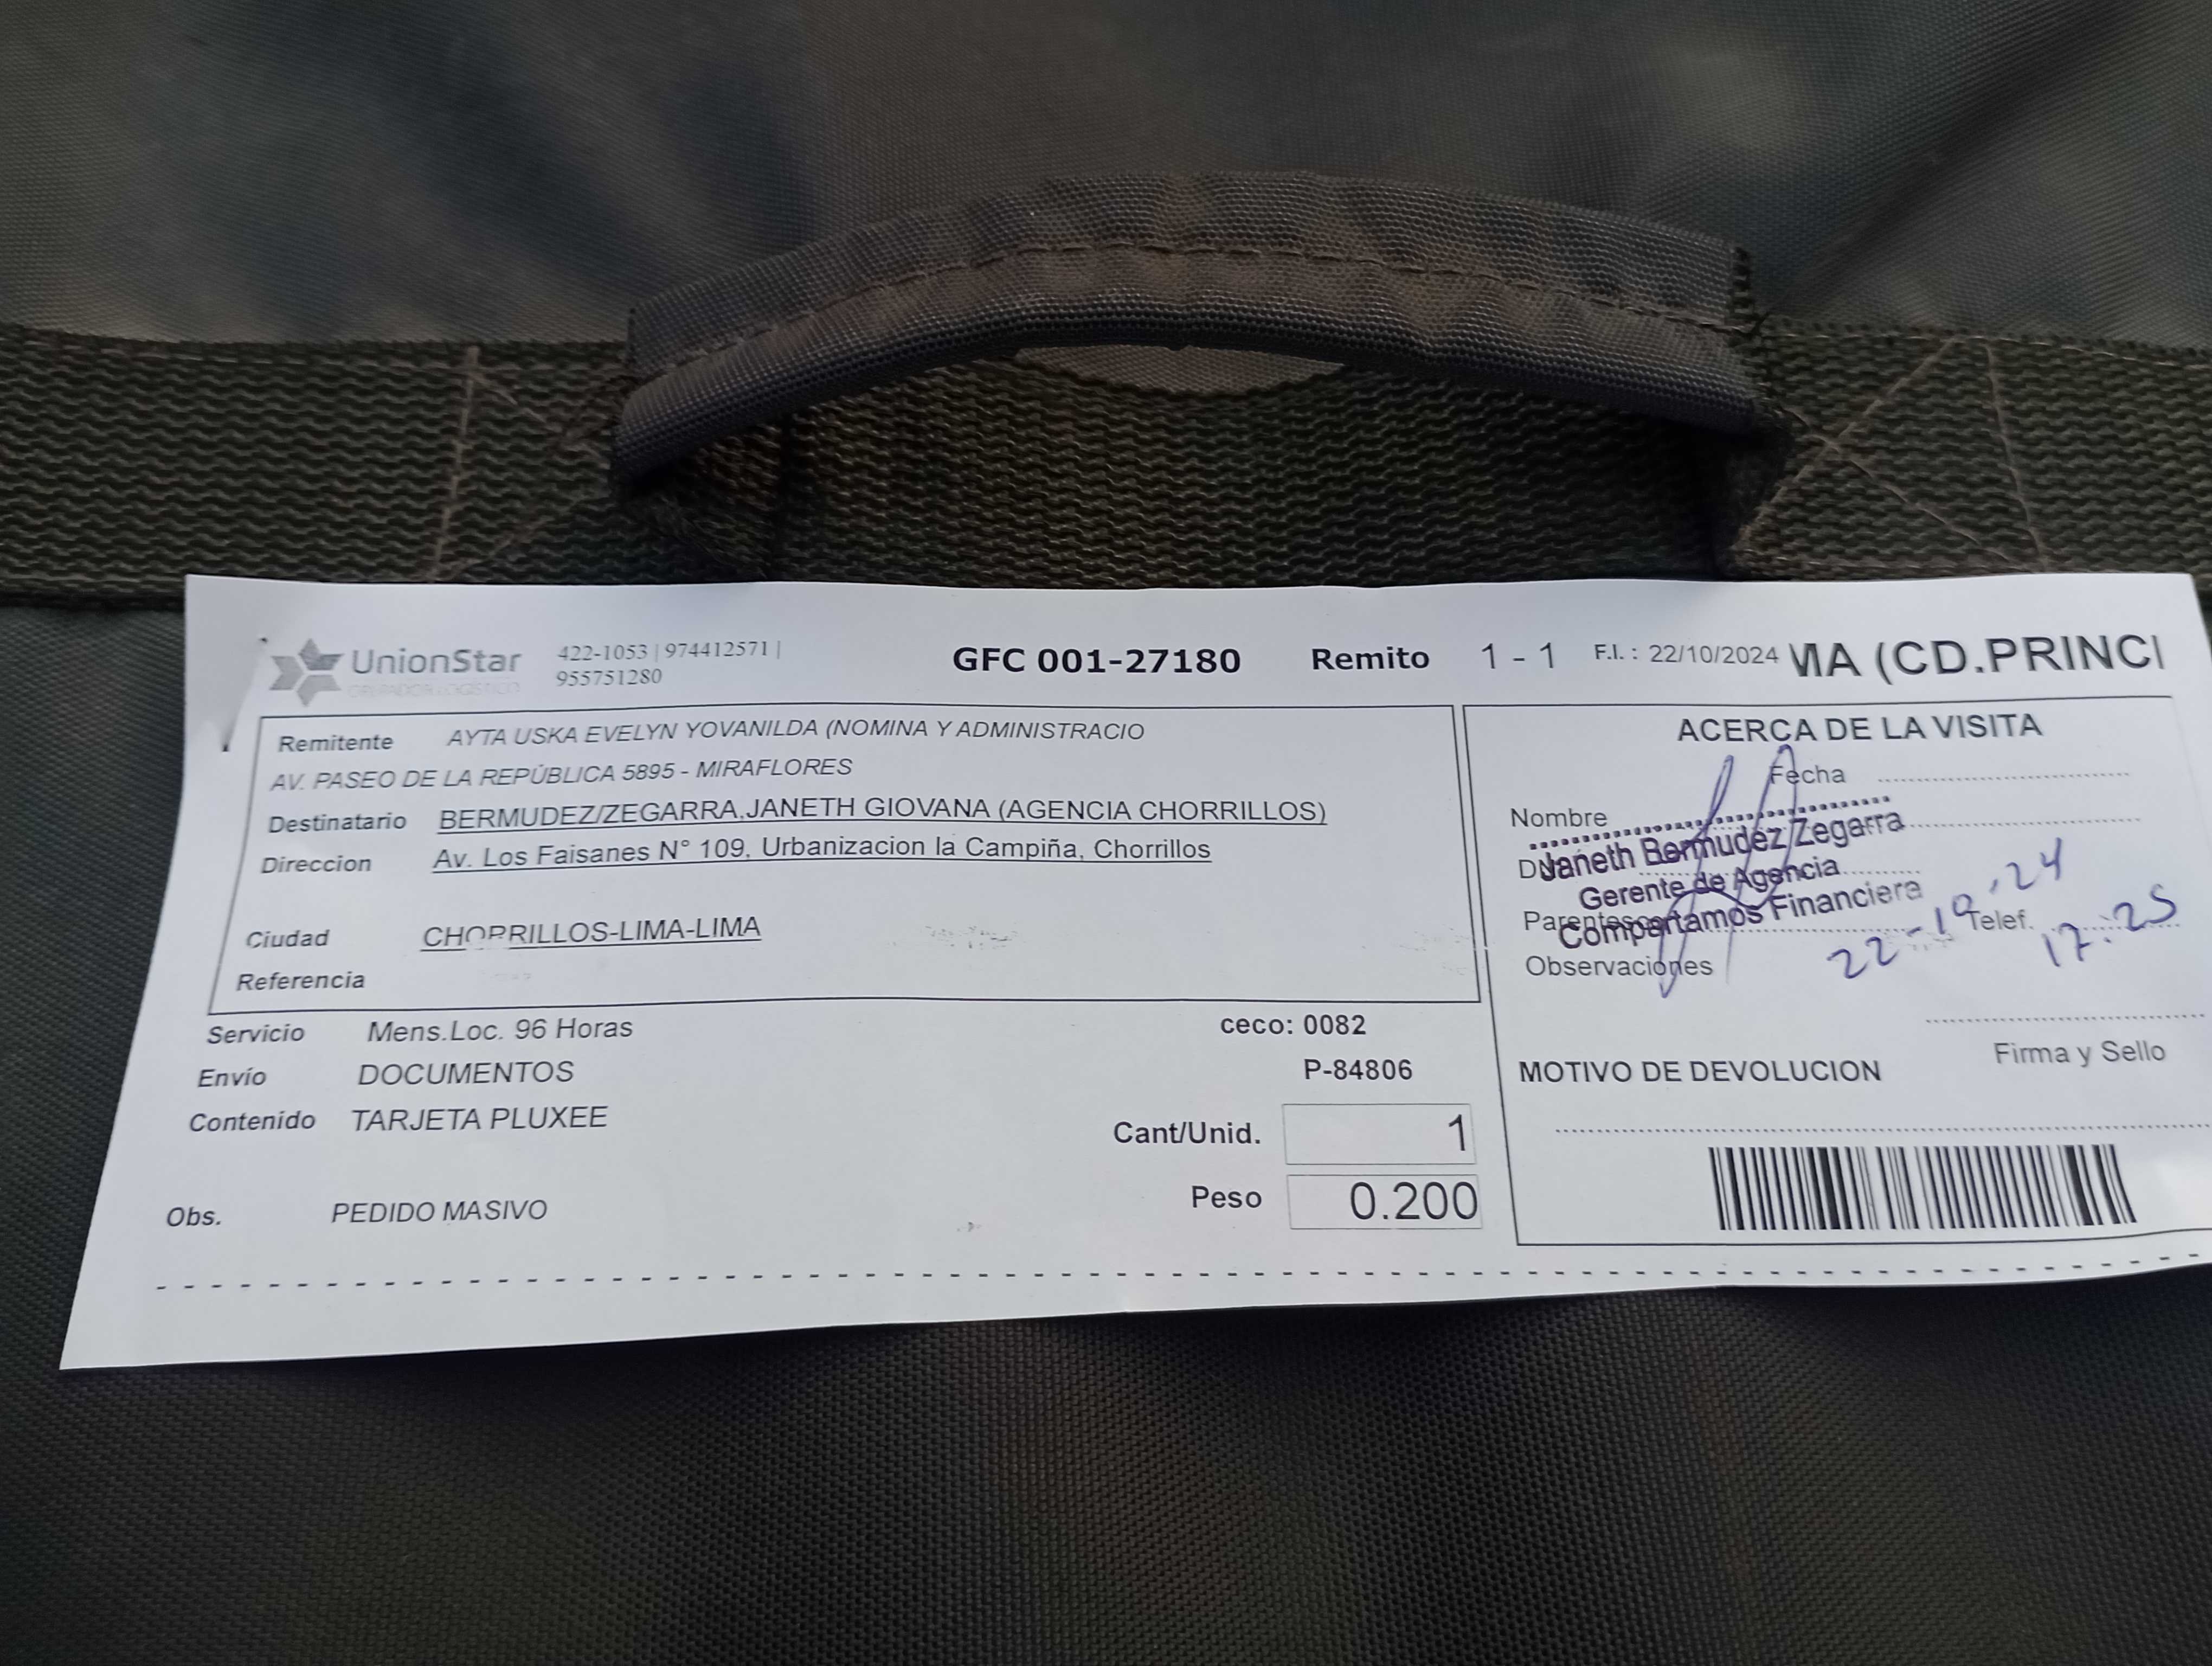 UnionStar
OPERADOR LOGISTICO
422-1053 | 974412571 |
955751280
GFC 001-27180 Remito 1 - 1 F.I. : 22/10/2024 MA (CD.PRINCI
Remitente AYTA USKA EVELYN YOVANILDA (NOMINA Y ADMINISTRACIO
AV. PASEO DE LA REPÚBLICA 5895 - MIRAFLORES
Destinatario BERMUDEZ/ZEGARRA,JANETH GIOVANA (AGENCIA CHORRILLOS)
Direccion Av. Los Faisanes N° 109, Urbanizacion la Campiña, Chorrillos
Ciudad CHORRILLOS-LIMA-LIMA
Referencia
Servicio Mens.Loc. 96 Horas ceco: 0082
Envío DOCUMENTOS P-84806
Contenido TARJETA PLUXEE
Cant/Unid. 1
Peso 0.200
Obs. PEDIDO MASIVO
ACERCA DE LA VISITA
Fecha
Nombre
Janeth Bermudez Zegarra
Gerente de Agencia
Compartamos Financiera
Parentesco
Telef.
22-10-24
17:25
Observaciones
Firma y Sello
MOTIVO DE DEVOLUCION